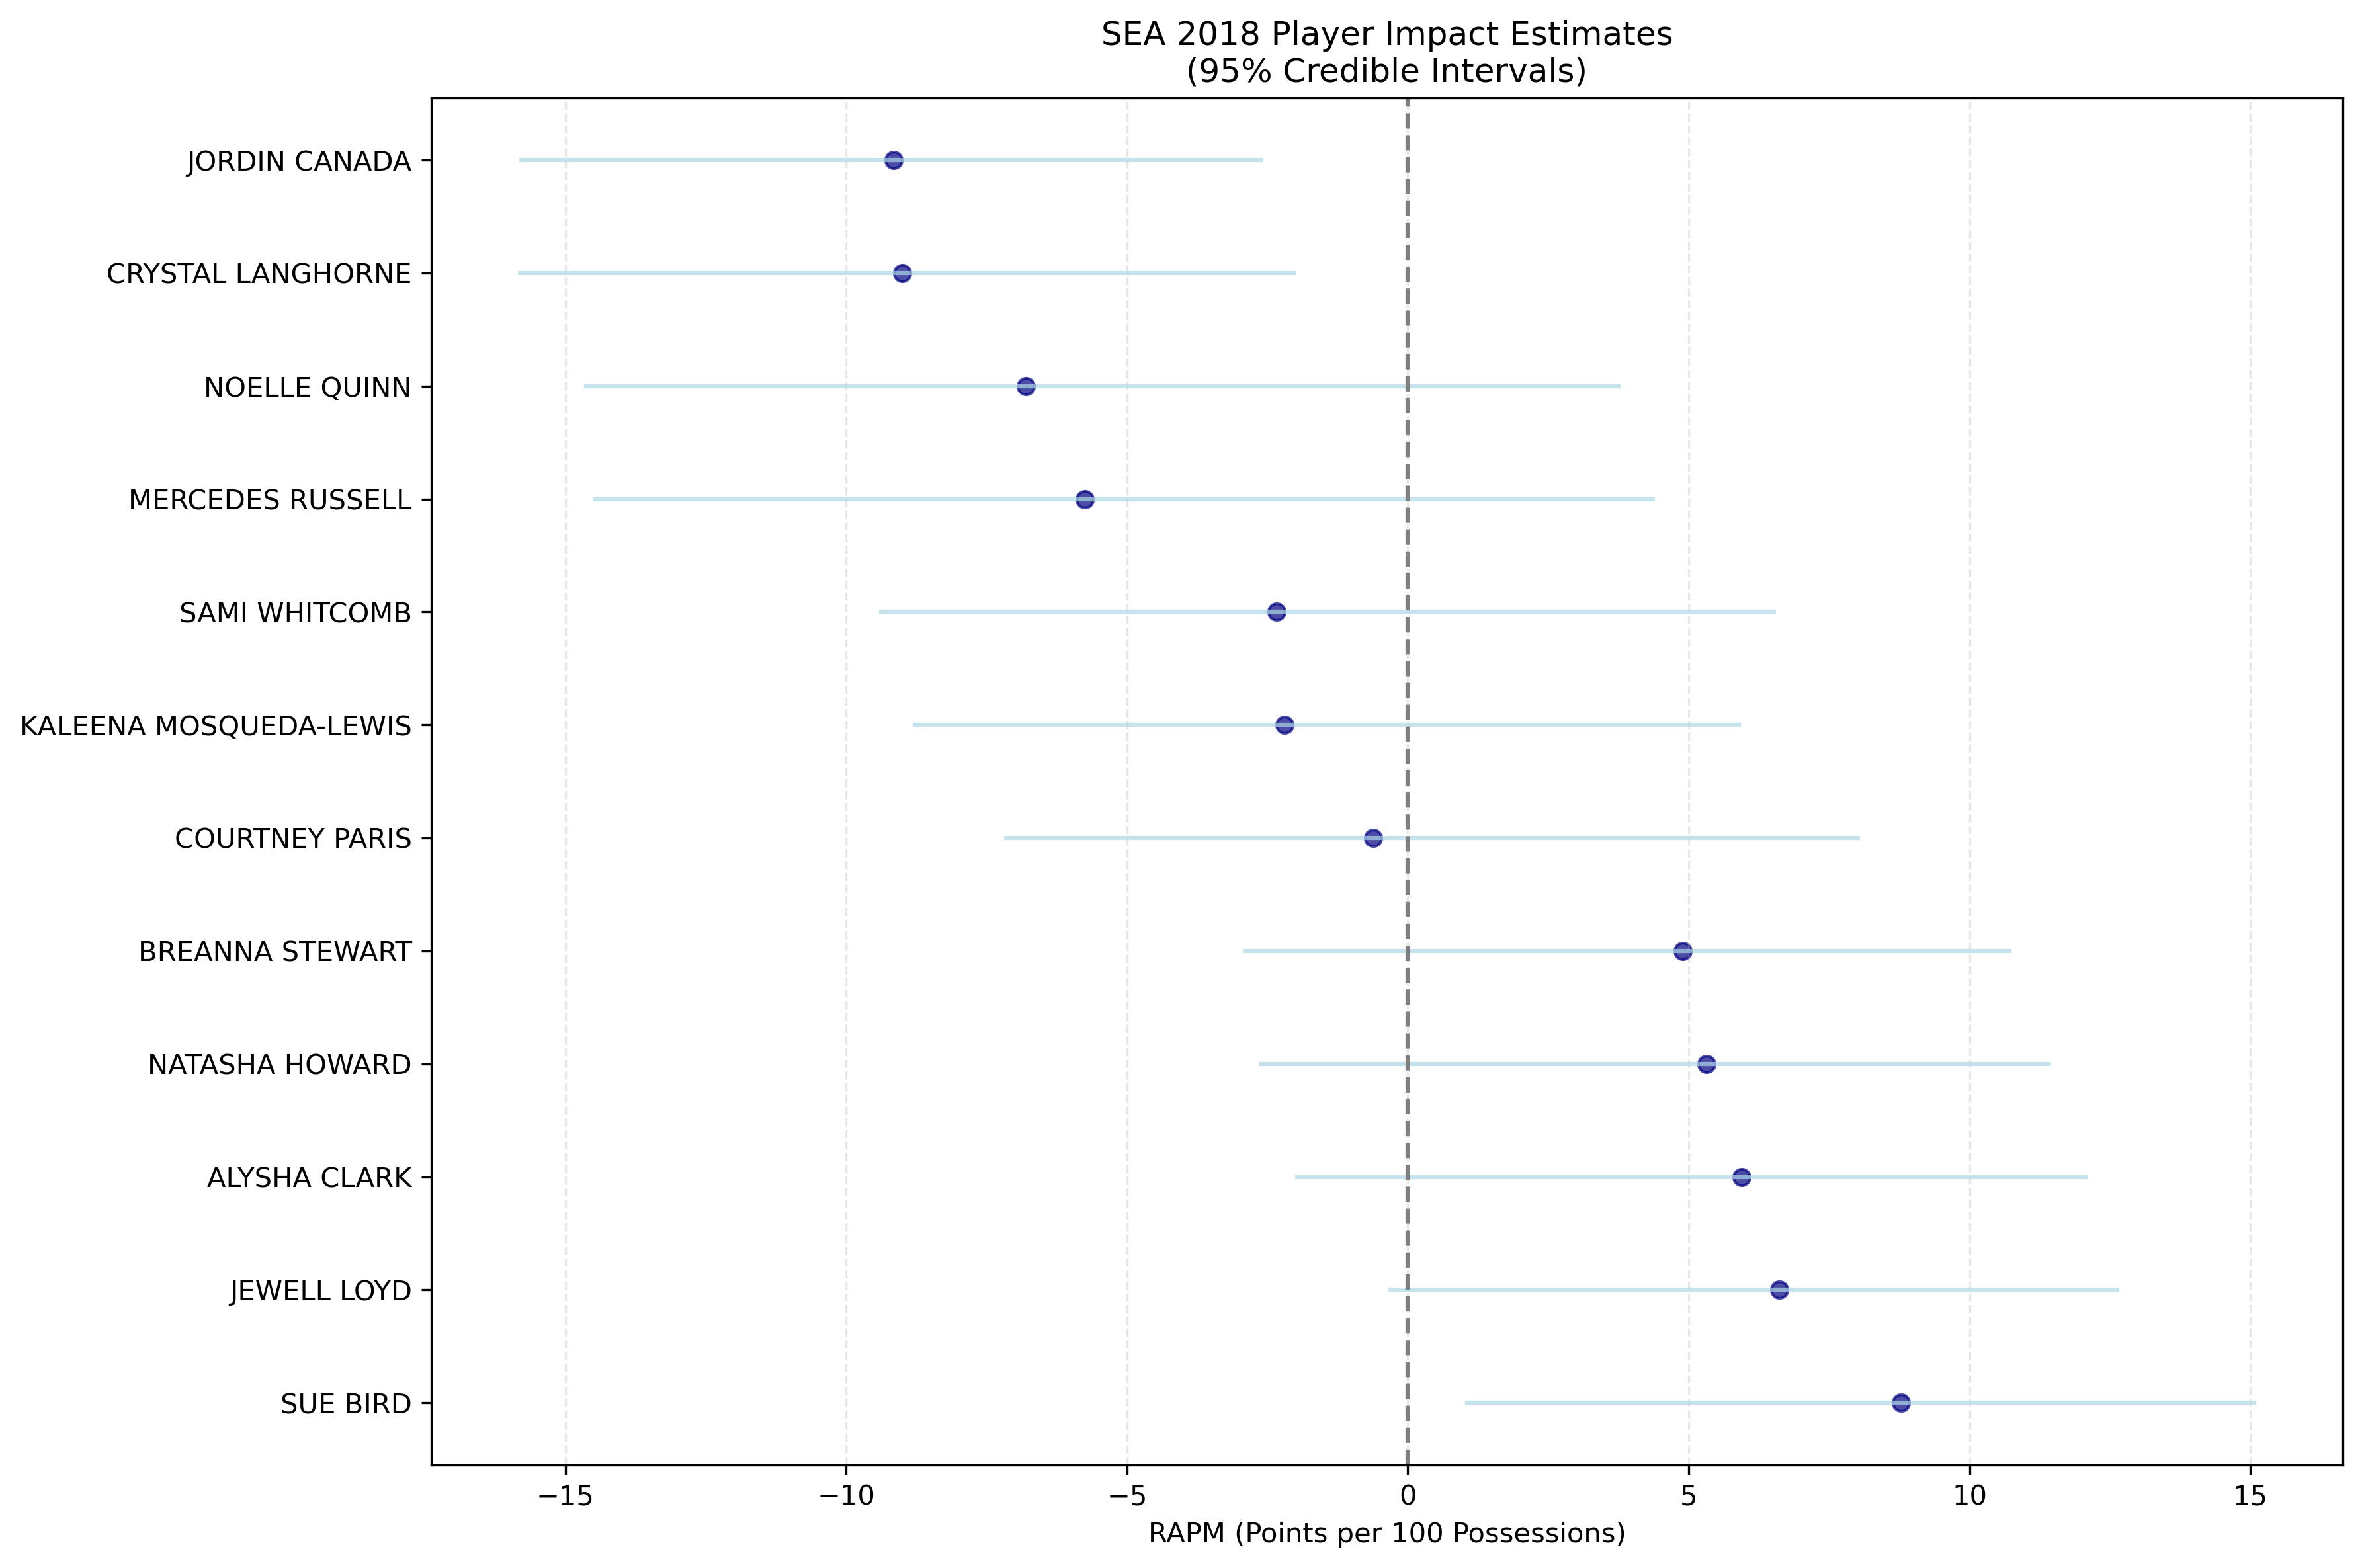 SEA 2018 Player Impact Estimates
(95% Credible Intervals)
JORDIN CANADA
CRYSTAL LANGHORNE
NOELLE QUINN
MERCEDES RUSSELL
SAMI WHITCOMB
KALEENA MOSQUEDA-LEWIS
COURTNEY PARIS
BREANNA STEWART
NATASHA HOWARD
ALYSHA CLARK
JEWELL LOYD
SUE BIRD
−15 −10 −5 0 5 10 15
RAPM (Points per 100 Possessions)